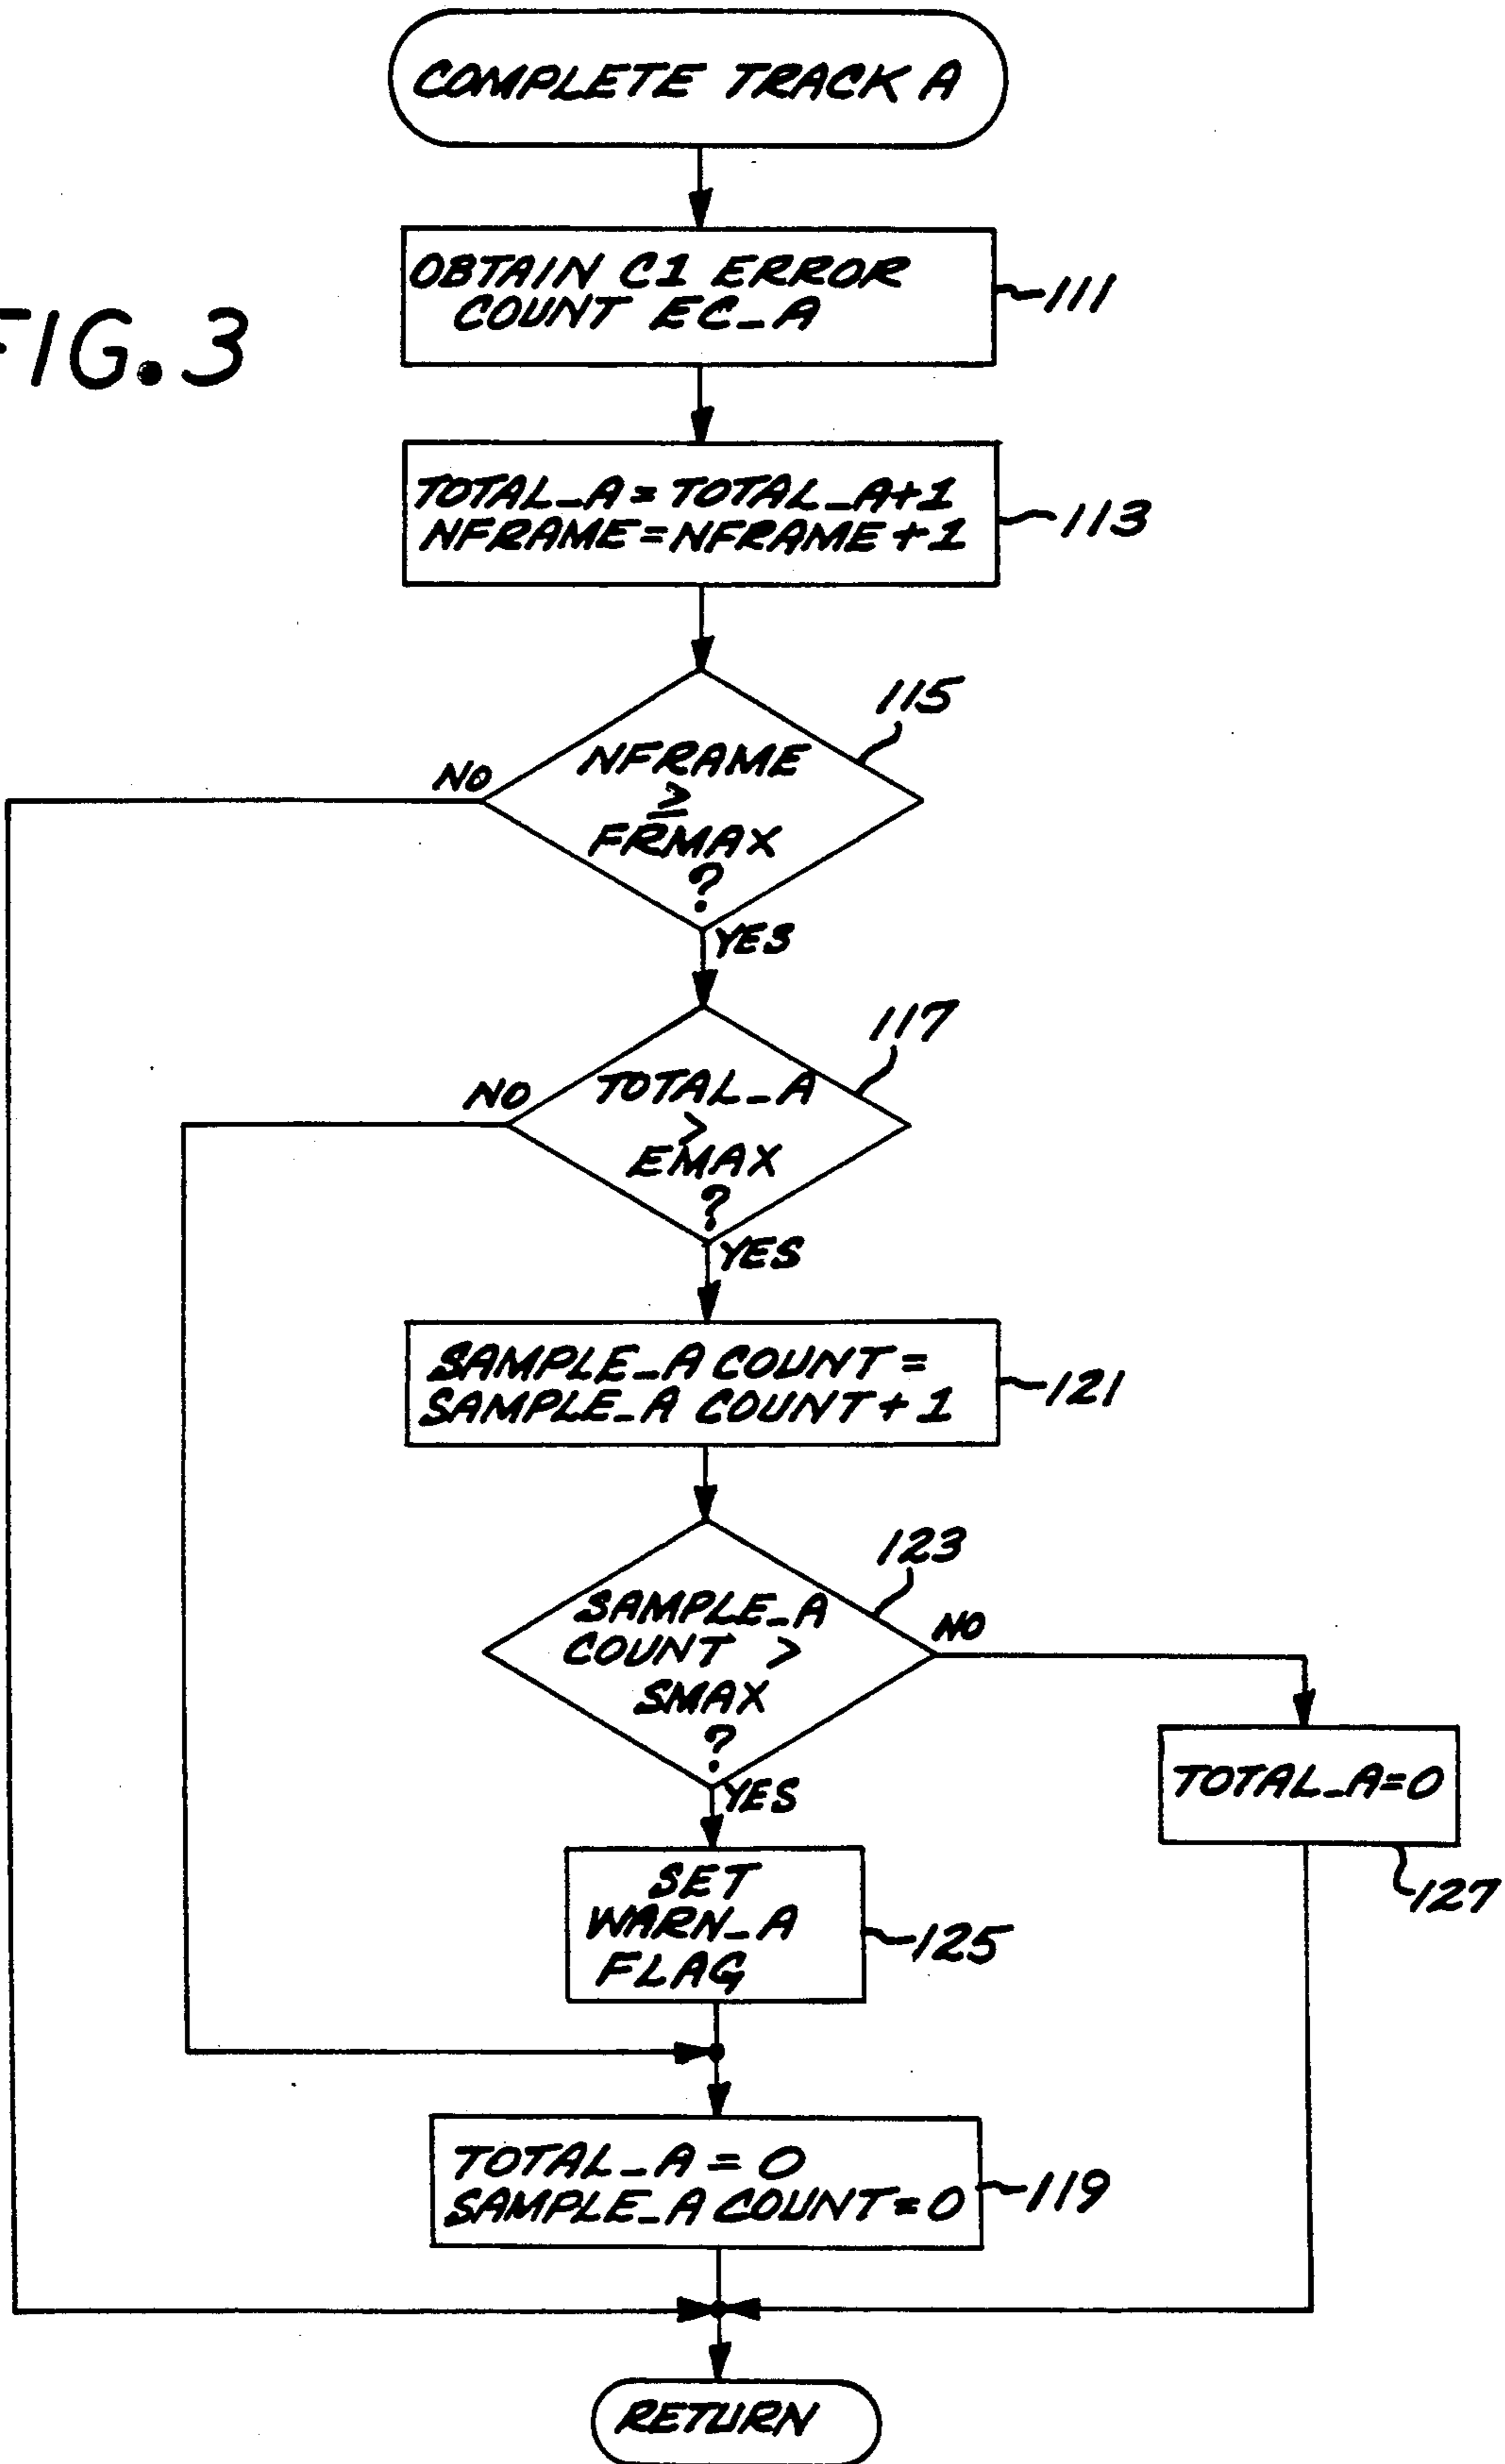 COMPLETE TRACK A
OBTAIN C1 ERROR
COUNT EC_A
111
FIG. 3
TOTAL_A = TOTAL_A+1
NFRAME = NFRAME + 1
113
115
NFRAME
≥
FRMAX
?
NO
YES
117
TOTAL_A
>
EMAX
?
NO
YES
SAMPLE_A COUNT =
SAMPLE_A COUNT + 1
121
123
SAMPLE_A
COUNT >
SMAX
?
NO
YES
TOTAL_A=0
127
SET
WARN_A
FLAG
125
TOTAL_A = 0
SAMPLE_A COUNT = 0
119
RETURN